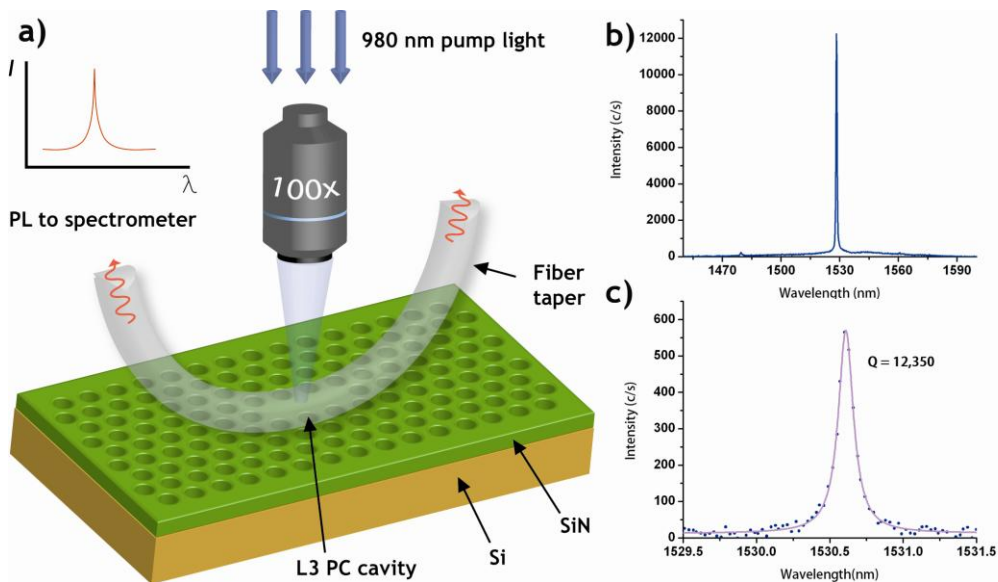 a)
980 nm pump light
I
λ
PL to spectrometer
100x
Fiber
taper
SiN
Si
L3 PC cavity
b)
Intensity (c/s)
12000
10000
8000
6000
4000
2000
0
1470
1500
1530
1560
1590
Wavelength (nm)
c)
Q = 12,350
Intensity (c/s)
600
500
400
300
200
100
0
1529.5
1530.0
1530.5
1531.0
1531.5
Wavelength(nm)